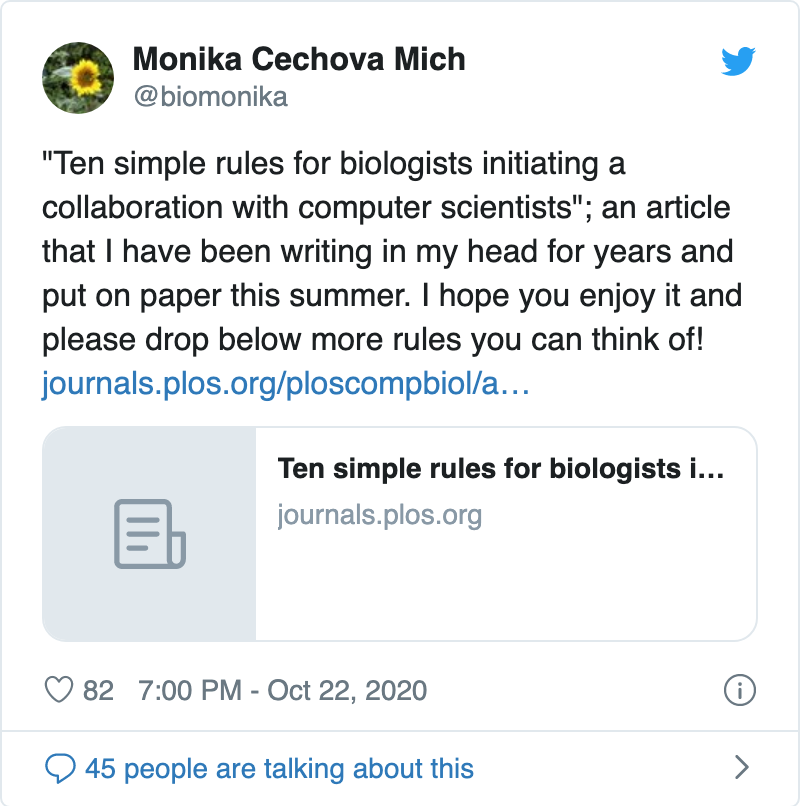 Monika Cechova Mich
@biomonika
"Ten simple rules for biologists initiating a
collaboration with computer scientists"; an article
that I have been writing in my head for years and
put on paper this summer. I hope you enjoy it and
please drop below more rules you can think of!
journals.plos.org/ploscompbiol/a…
Ten simple rules for biologists i…
journals.plos.org
82 7:00 PM - Oct 22, 2020
45 people are talking about this